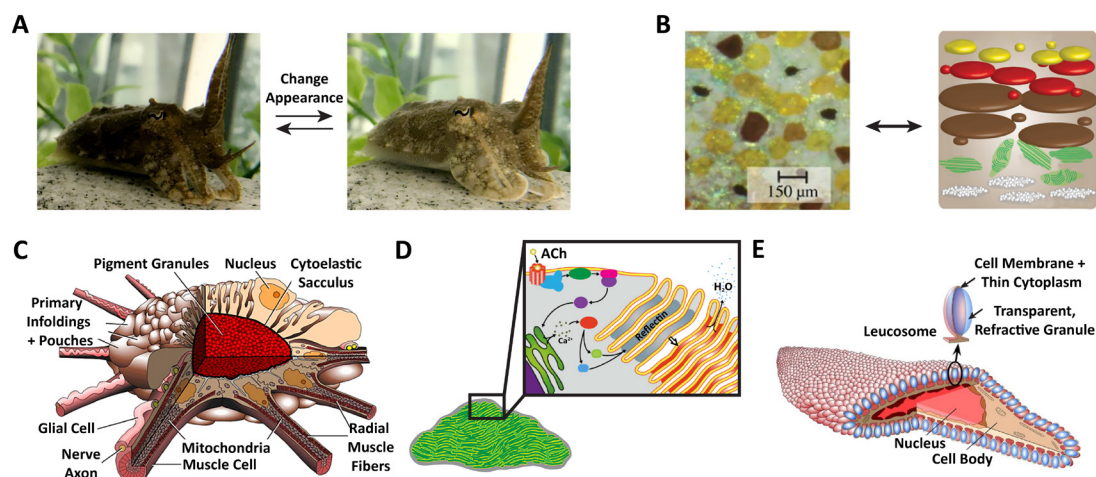 A
Change
Appearance
B
150 µm
C
Pigment Granules
Nucleus
Cytoelastic
Sacculus
Primary
Infoldings
+ Pouches
Glial Cell
Nerve
Axon
Mitochondria
Muscle Cell
Radial
Muscle
Fibers
D
ACh
H₂O
Reflectin
Ca²⁺
E
Cell Membrane +
Thin Cytoplasm
Leucosome
Transparent,
Refractive Granule
Nucleus
Cell Body